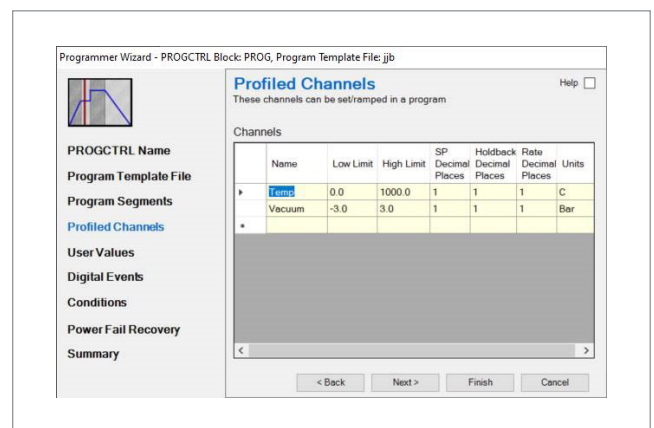 Programmer Wizard - PROGCTRL Block: PROG, Program Template File: jjb
Profiled Channels
Help
These channels can be set/ramped in a program
PROGCTRL Name
Program Template File
Program Segments
Profiled Channels
User Values
Digital Events
Conditions
Power Fail Recovery
Summary
Channels
Name Low Limit High Limit SP Decimal Places Holdback Decimal Places Rate Decimal Places Units
Temp 0.0 1000.0 1 1 1 C
Vacuum -3.0 3.0 1 1 1 Bar
< Back Next > Finish Cancel